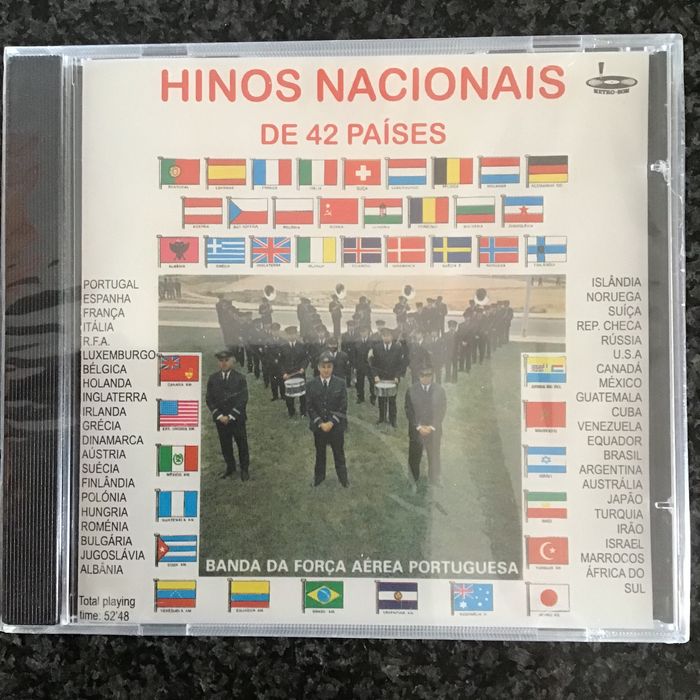 HINOS NACIONAIS
RETRO-SOM
DE 42 PAÍSES
PORTUGAL
ESPANHA
FRANÇA
ITÁLIA
R.F.A.
LUXEMBURGO
BÉLGICA
HOLANDA
INGLATERRA
IRLANDA
GRÉCIA
DINAMARCA
AÚSTRIA
SUÉCIA
FINLÂNDIA
POLÓNIA
HUNGRIA
ROMÉNIA
BULGÁRIA
JUGOSLÁVIA
ALBÂNIA
ISLÂNDIA
NORUEGA
SUÍÇA
REP. CHECA
RÚSSIA
U.S.A
CANADÁ
MÉXICO
GUATEMALA
CUBA
VENEZUELA
EQUADOR
BRASIL
ARGENTINA
AUSTRÁLIA
JAPÃO
TURQUIA
IRÃO
ISRAEL
MARROCOS
ÁFRICA DO
SUL
BANDA DA FORÇA AÉREA PORTUGUESA
Total playing
time: 52'48